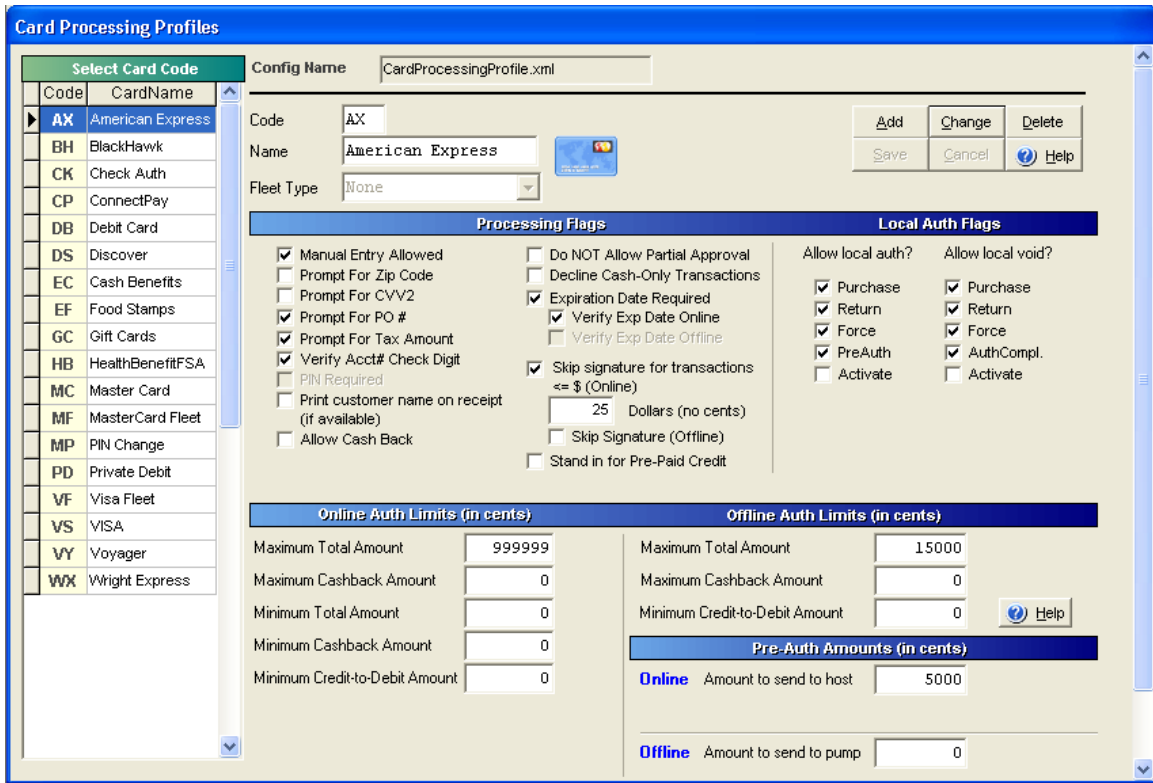 Card Processing Profiles
Select Card Code
Code CardName
AX American Express
BH BlackHawk
CK Check Auth
CP ConnectPay
DB Debit Card
DS Discover
EC Cash Benefits
EF Food Stamps
GC Gift Cards
HB HealthBenefitFSA
MC Master Card
MF MasterCard Fleet
MP PIN Change
PD Private Debit
VF Visa Fleet
VS VISA
VY Voyager
WX Wright Express
Config Name CardProcessingProfile.xml
Code AX
Name American Express
Fleet Type None
Add Change Delete
Save Cancel Help
Processing Flags
Manual Entry Allowed
Prompt For Zip Code
Prompt For CVV2
Prompt For PO #
Prompt For Tax Amount
Verify Acct# Check Digit
PIN Required
Print customer name on receipt
(if available)
Allow Cash Back
Do NOT Allow Partial Approval
Decline Cash-Only Transactions
Expiration Date Required
Verify Exp Date Online
Verify Exp Date Offline
Skip signature for transactions
<= $ (Online)
25 Dollars (no cents)
Skip Signature (Offline)
Stand in for Pre-Paid Credit
Local Auth Flags
Allow local auth? Allow local void?
Purchase Purchase
Return Return
Force Force
PreAuth AuthCompl.
Activate Activate
Online Auth Limits (in cents)
Maximum Total Amount 999999
Maximum Cashback Amount 0
Minimum Total Amount 0
Minimum Cashback Amount 0
Minimum Credit-to-Debit Amount 0
Offline Auth Limits (in cents)
Maximum Total Amount 15000
Maximum Cashback Amount 0
Minimum Credit-to-Debit Amount 0 Help
Pre-Auth Amounts (in cents)
Online Amount to send to host 5000
Offline Amount to send to pump 0